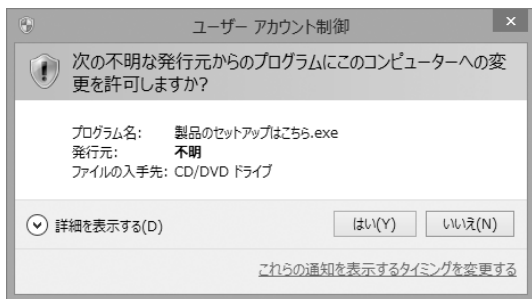 ユーザー アカウント制御
次の不明な発行元からのプログラムにこのコンピューターへの変
更を許可しますか?
プログラム名: 製品のセットアップはこちら.exe
発行元: 不明
ファイルの入手先: CD/DVD ドライブ
詳細を表示する(D)
はい(Y) いいえ(N)
これらの通知を表示するタイミングを変更する